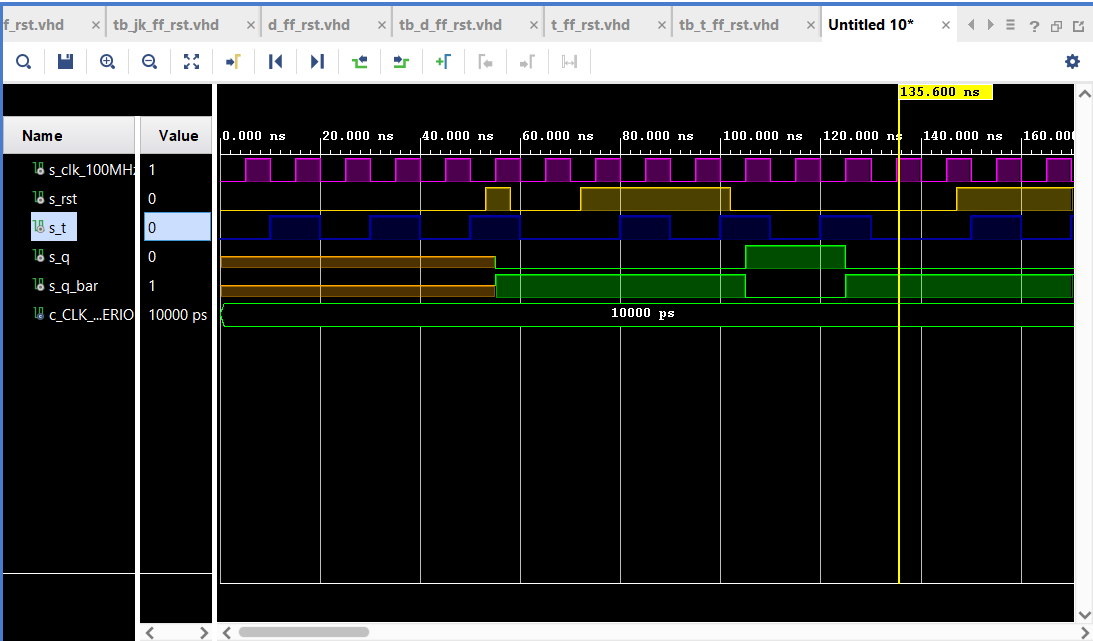 f_rst.vhd × tb_jk_ff_rst.vhd × d_ff_rst.vhd × tb_d_ff_rst.vhd × t_ff_rst.vhd × tb_t_ff_rst.vhd × Untitled 10* × ?
135.600 ns
Name Value 0.000 ns 20.000 ns 40.000 ns 60.000 ns 80.000 ns 100.000 ns 120.000 ns 140.000 ns 160.000
s_clk_100MHz 1
s_rst 0
s_t 0
s_q 0
s_q_bar 1
c_CLK_...ERIO 10000 ps 10000 ps